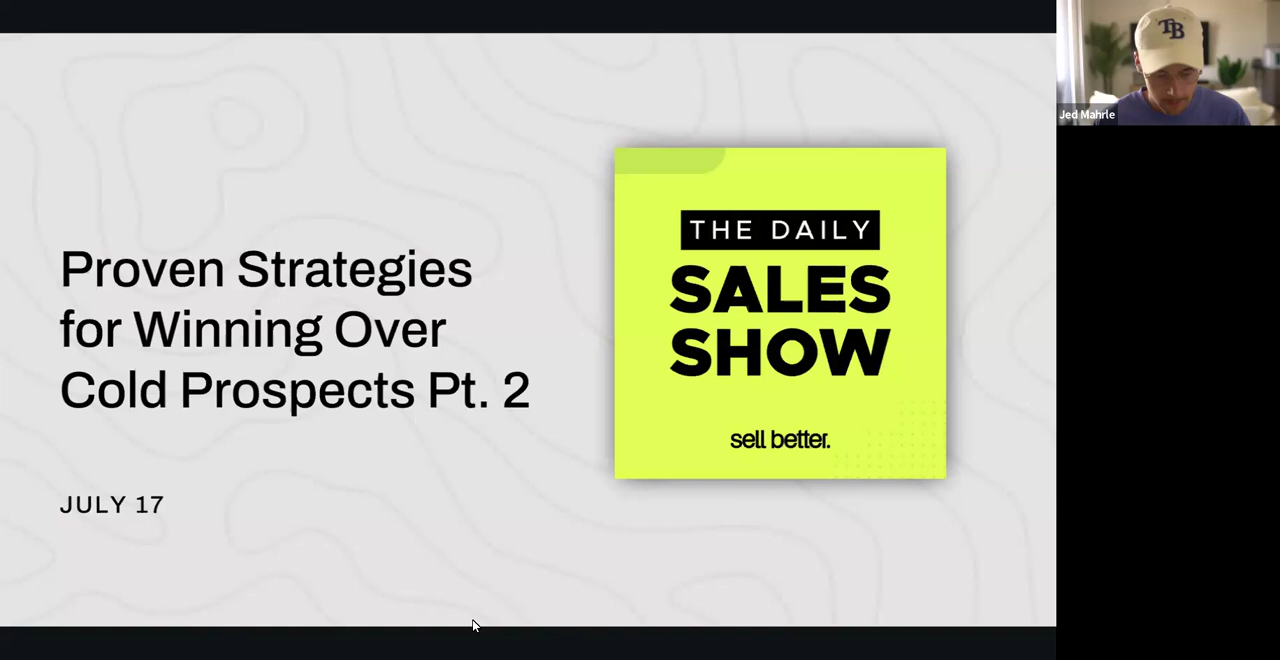 Proven Strategies
for Winning Over
Cold Prospects Pt. 2
JULY 17
THE DAILY
SALES
SHOW
sell better.
TB
Jed Mahrle